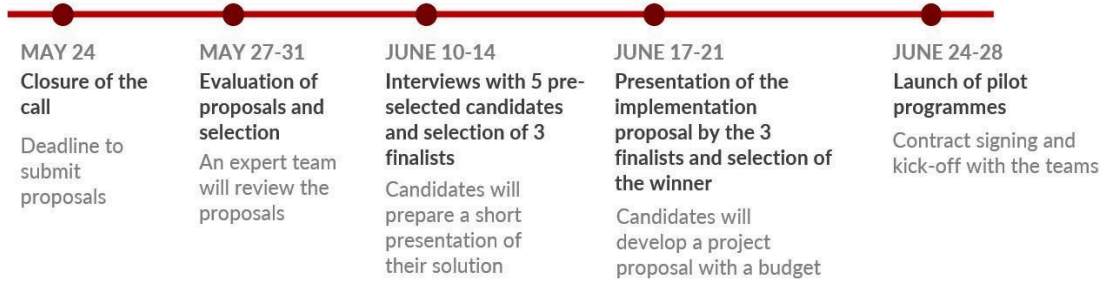 MAY 24
Closure of the
call
Deadline to
submit
proposals
MAY 27-31
Evaluation of
proposals and
selection
An expert team
will review the
proposals
JUNE 10-14
Interviews with 5 pre-
selected candidates
and selection of 3
finalists
Candidates will
prepare a short
presentation of
their solution
JUNE 17-21
Presentation of the
implementation
proposal by the 3
finalists and selection of
the winner
Candidates will
develop a project
proposal with a budget
JUNE 24-28
Launch of pilot
programmes
Contract signing and
kick-off with the teams